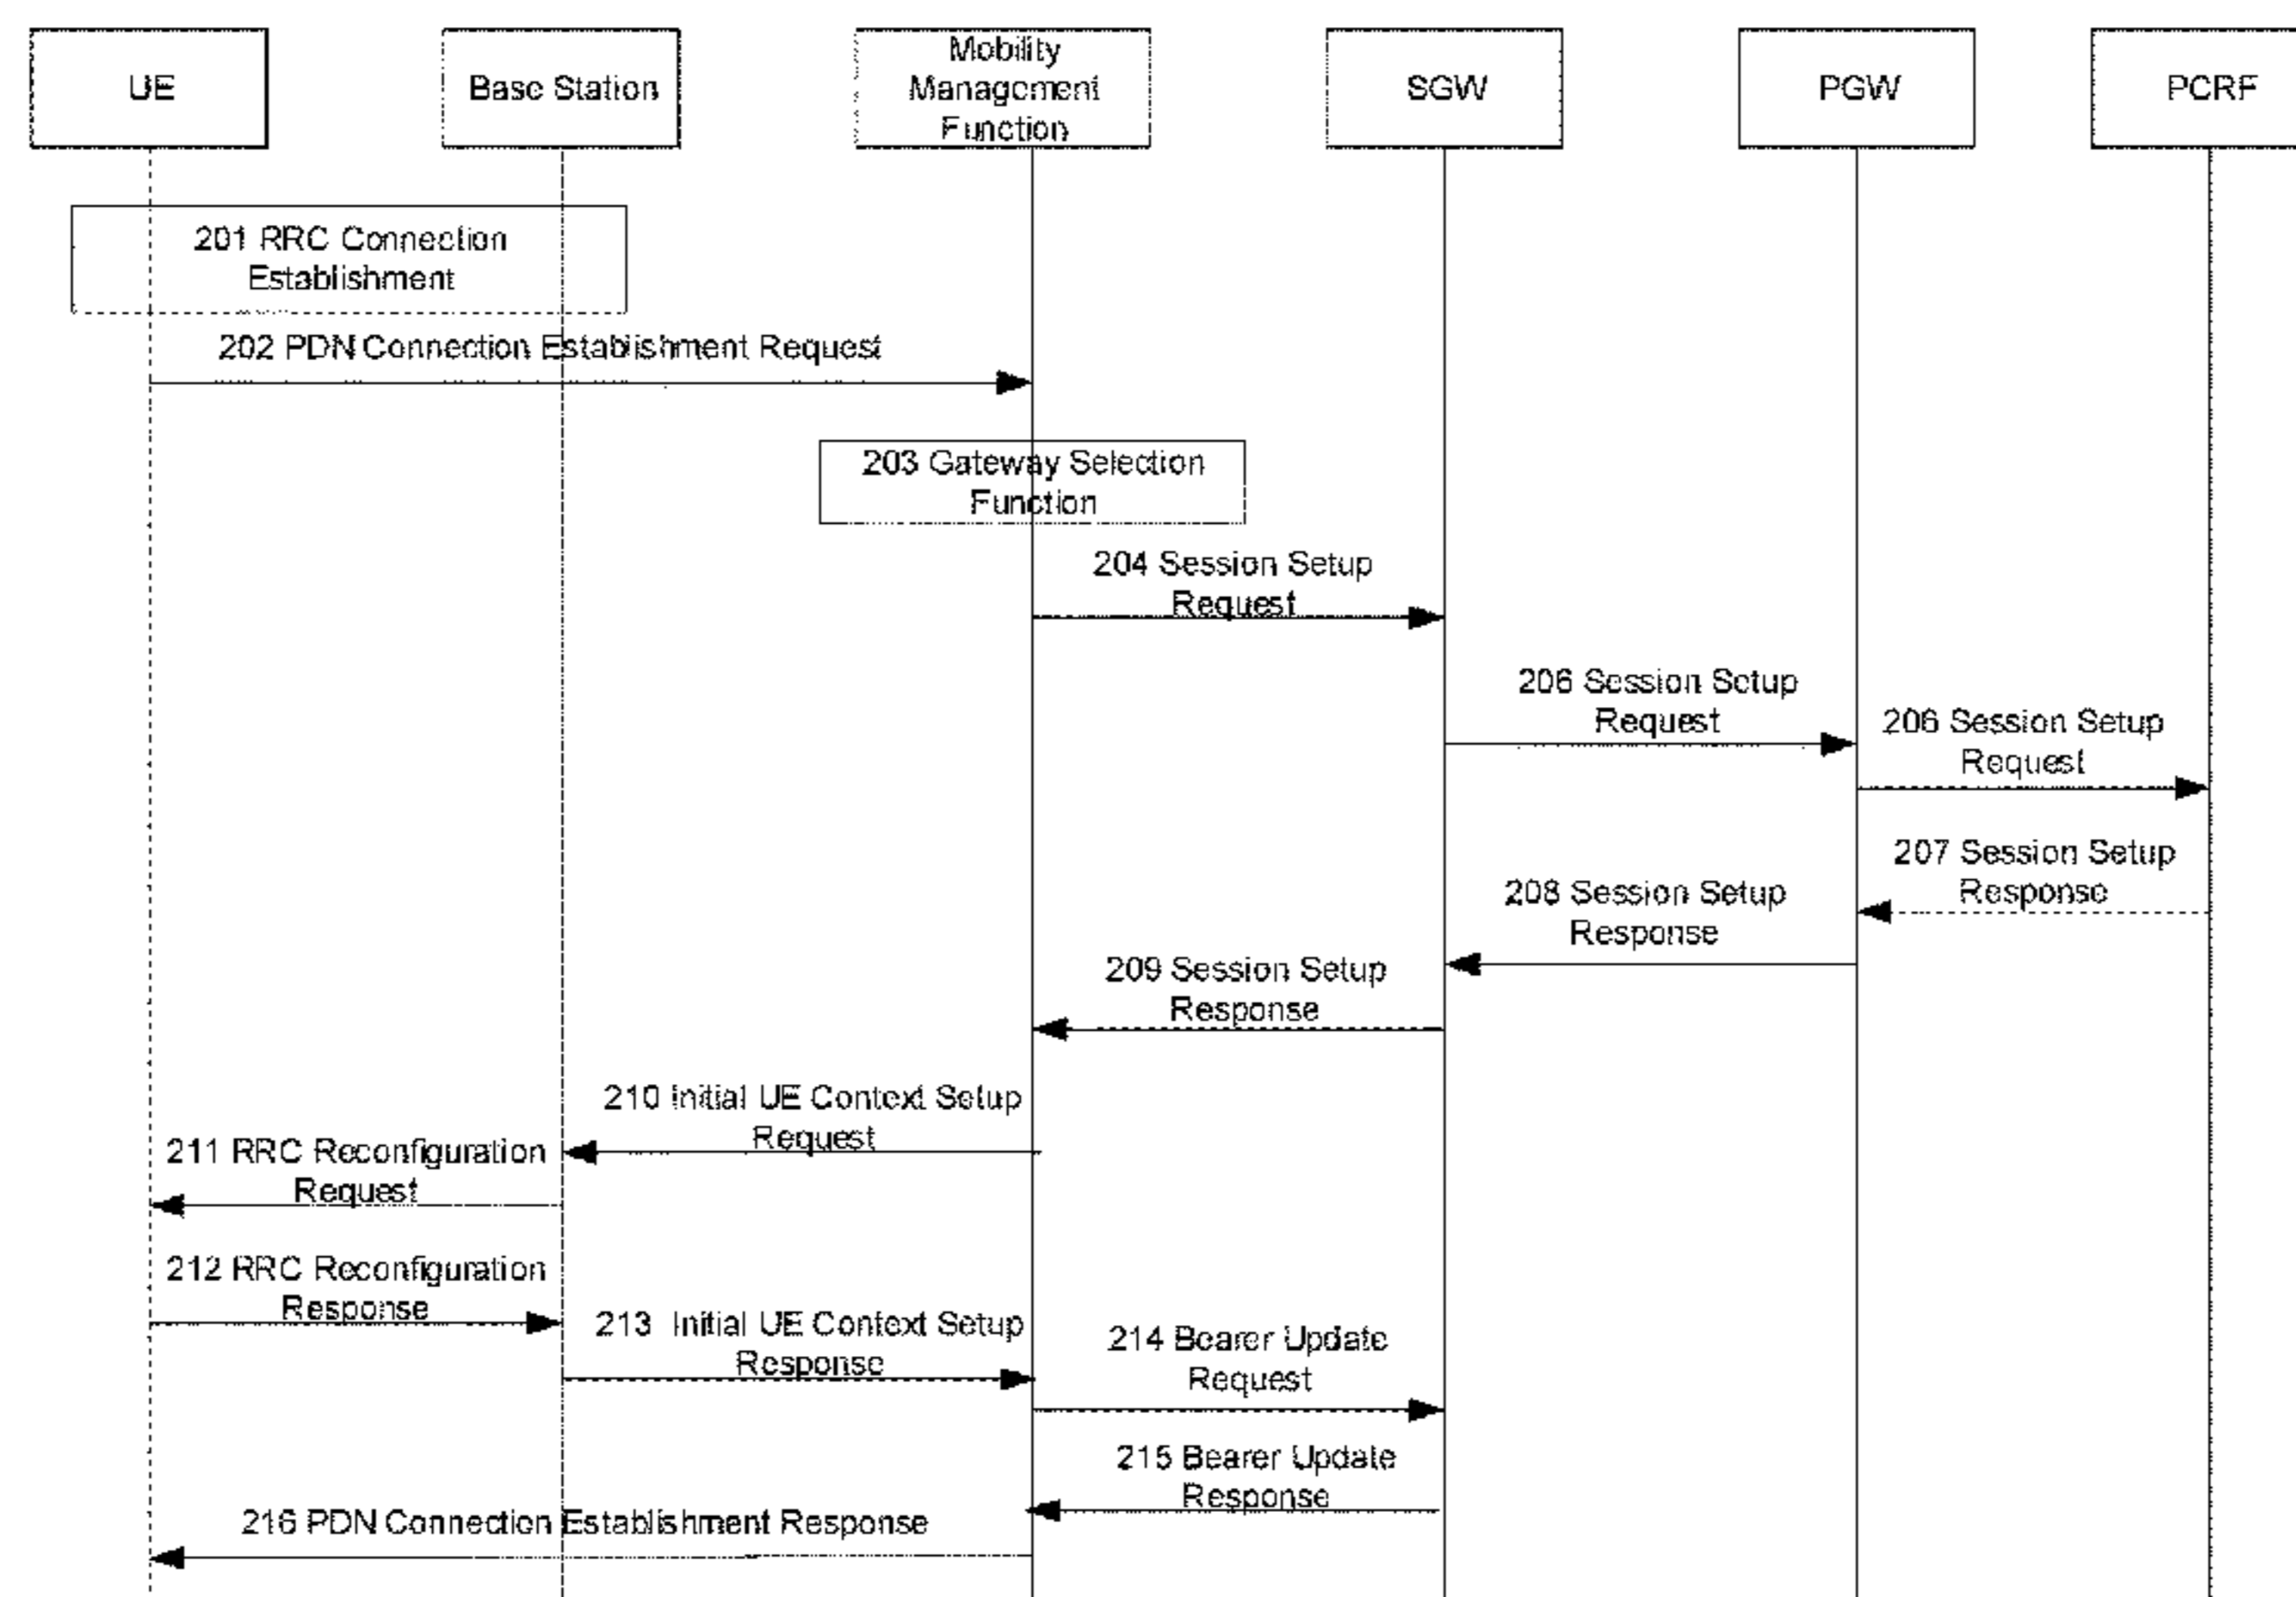 UE
Base Station
Mobility
Management
Function
SGW
PGW
PCRF
201 RRC Connection
Establishment
202 PDN Connection Establishment Request
203 Gateway Selection
Function
204 Session Setup
Request
206 Session Setup
Request
206 Session Setup
Request
207 Session Setup
Response
208 Session Setup
Response
209 Session Setup
Response
210 Initial UE Context Setup
Request
211 RRC Reconfiguration
Request
212 RRC Reconfiguration
Response
213 Initial UE Context Setup
Response
214 Bearer Update
Request
215 Bearer Update
Response
216 PDN Connection Establishment Response